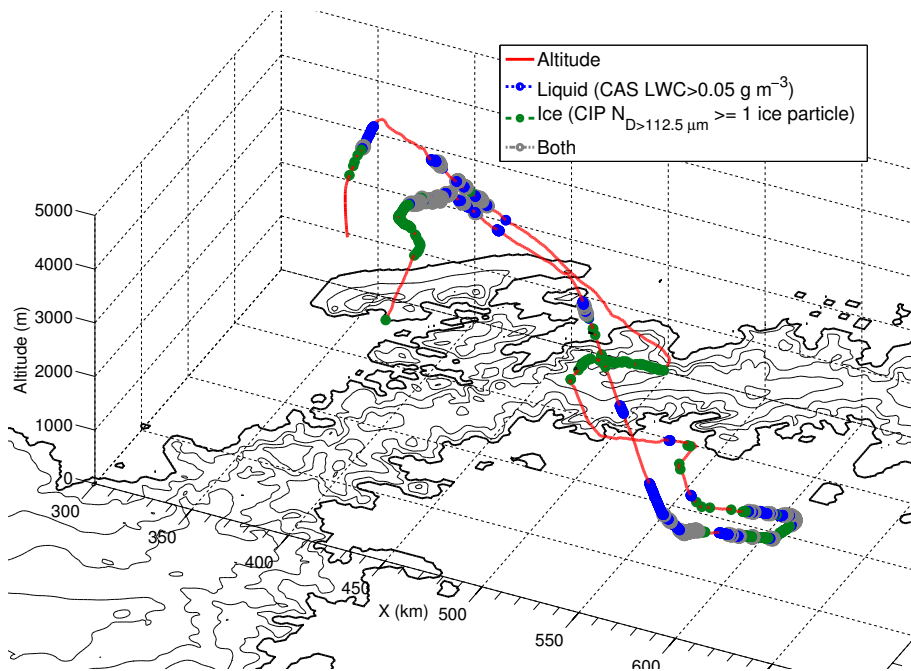 Altitude
Liquid (CAS LWC>0.05 g m⁻³)
Ice (CIP N_D>112.5 μm >= 1 ice particle)
Both
5000
4000
3000
2000
1000
0
Altitude (m)
300
350
400
450
500
550
600
X (km)